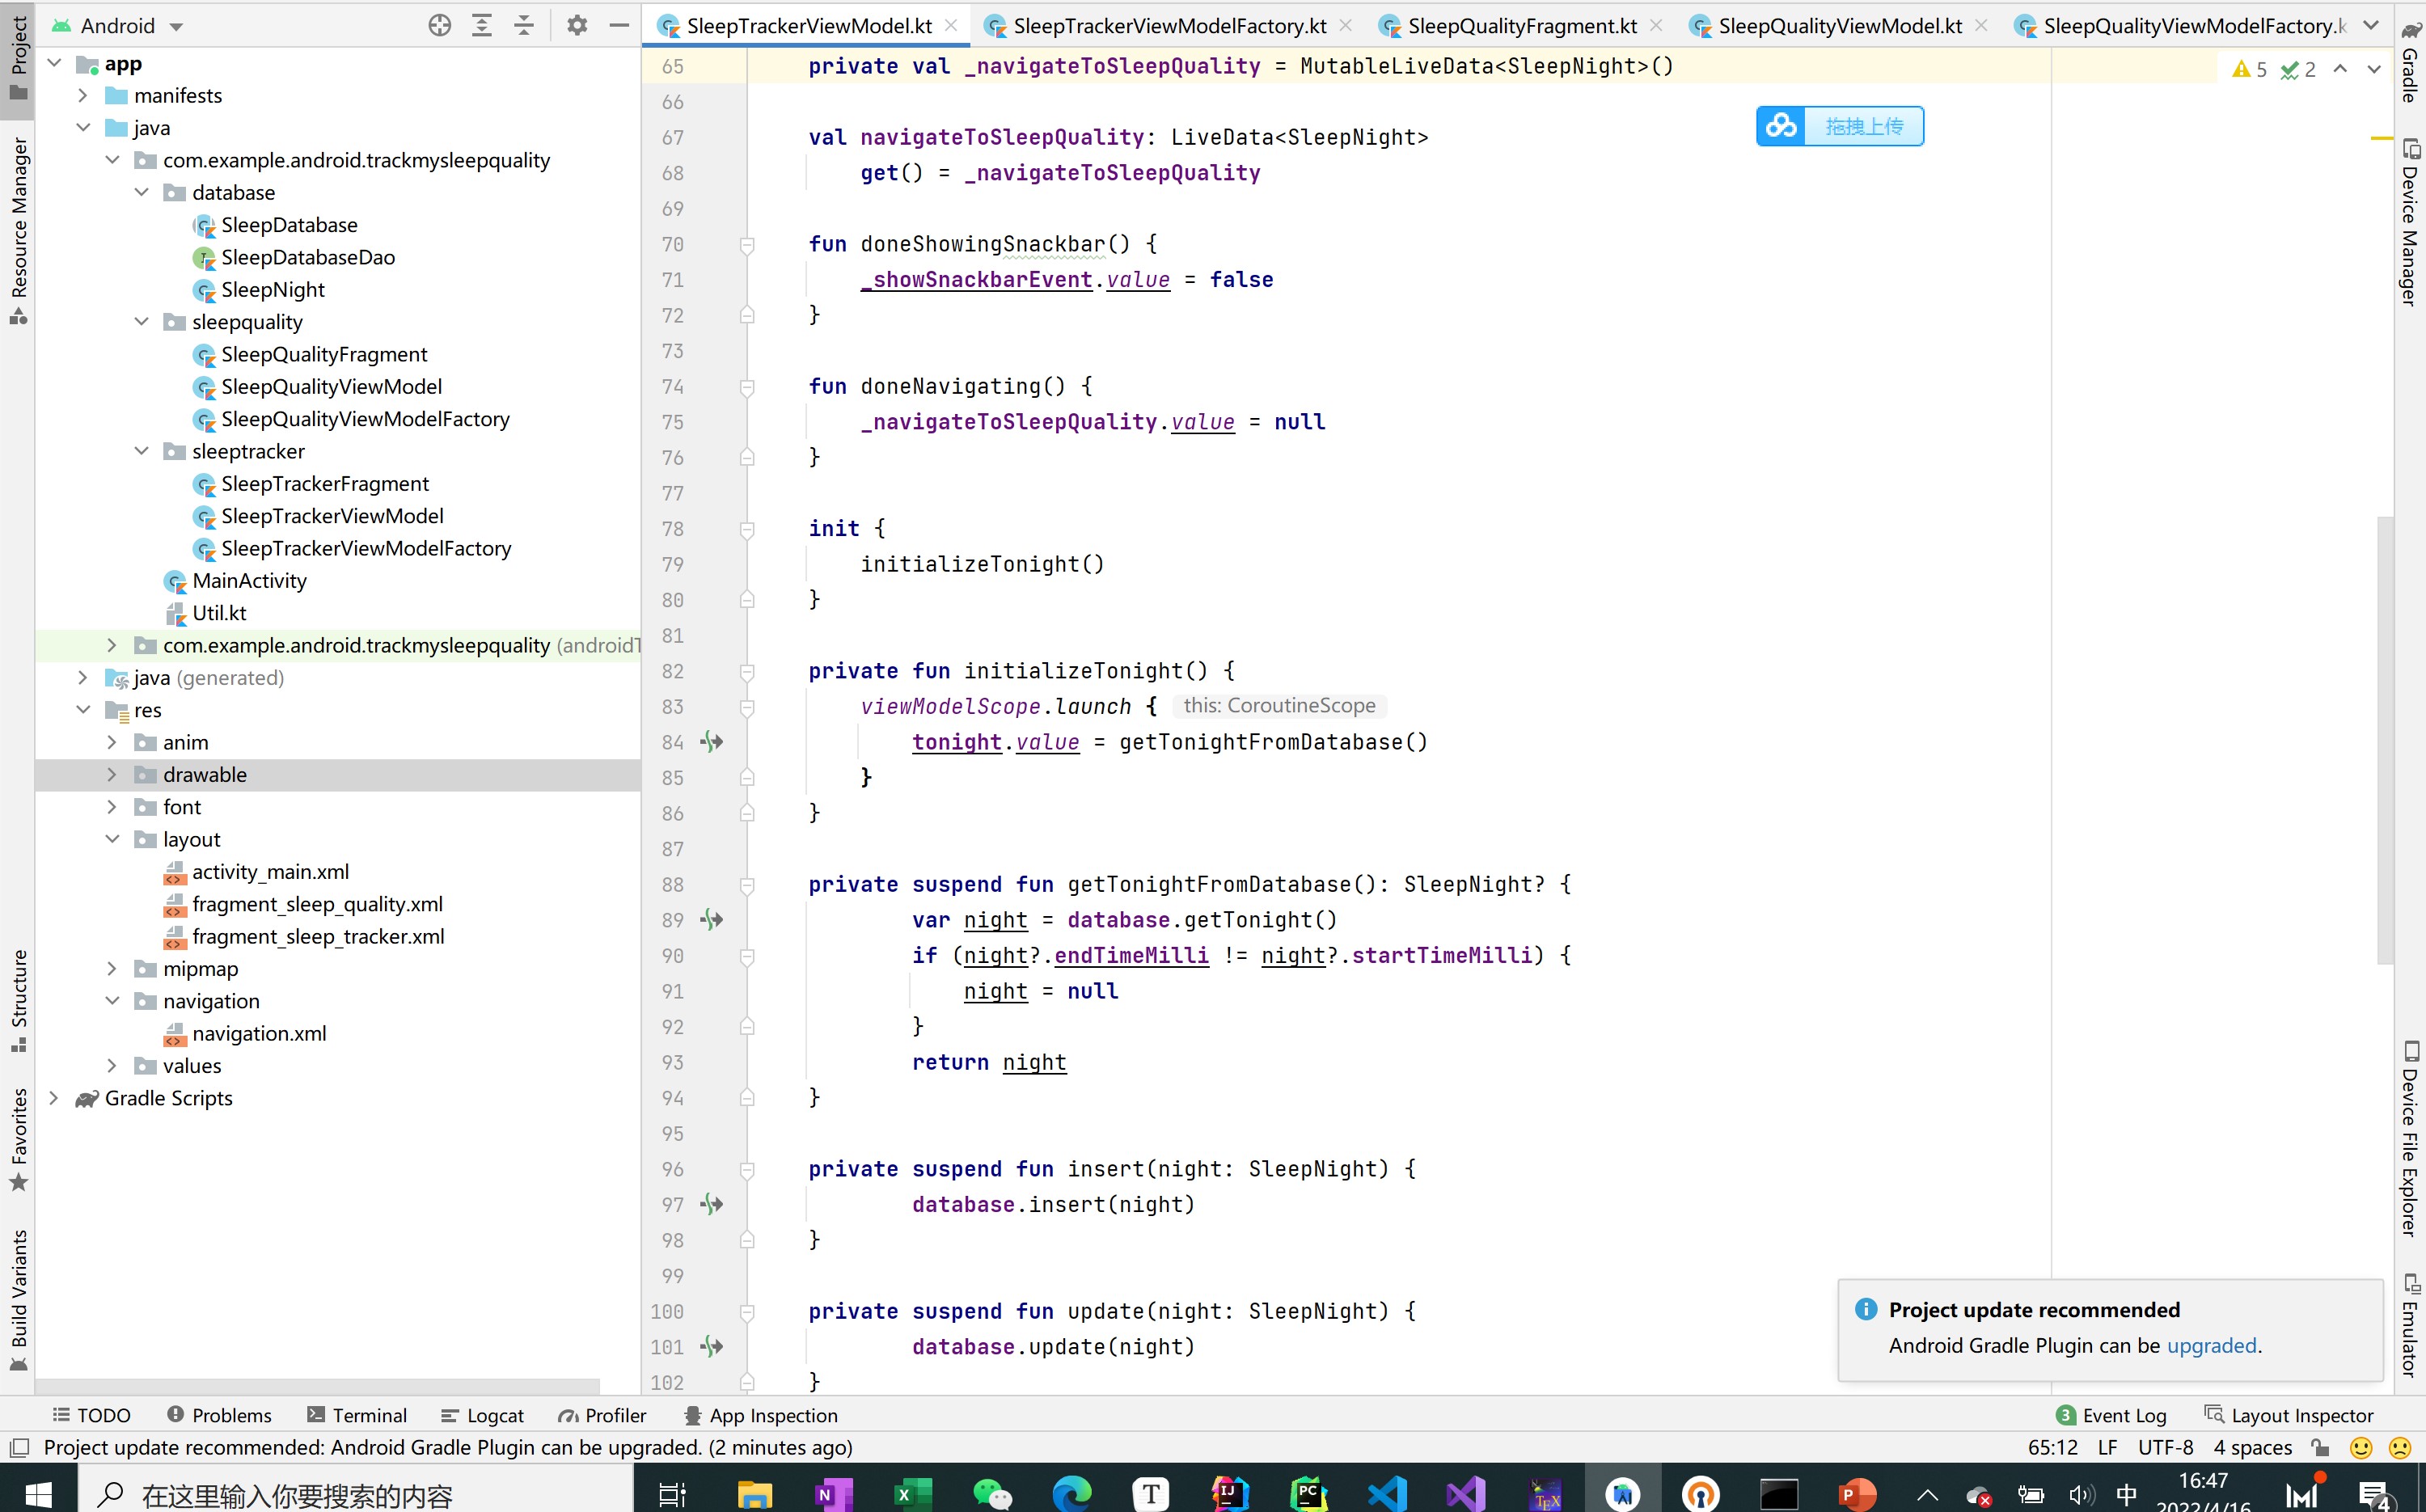 Android
SleepTrackerViewModel.kt
SleepTrackerViewModelFactory.kt
SleepQualityFragment.kt
SleepQualityViewModel.kt
SleepQualityViewModelFactory.k
Project
Resource Manager
Structure
Favorites
Build Variants
app
manifests
java
com.example.android.trackmysleepquality
database
SleepDatabase
SleepDatabaseDao
SleepNight
sleepquality
SleepQualityFragment
SleepQualityViewModel
SleepQualityViewModelFactory
sleeptracker
SleepTrackerFragment
SleepTrackerViewModel
SleepTrackerViewModelFactory
MainActivity
Util.kt
com.example.android.trackmysleepquality (androidT
java (generated)
res
anim
drawable
font
layout
activity_main.xml
fragment_sleep_quality.xml
fragment_sleep_tracker.xml
mipmap
navigation
navigation.xml
values
Gradle Scripts
65 private val _navigateToSleepQuality = MutableLiveData<SleepNight>()
66
67 val navigateToSleepQuality: LiveData<SleepNight>
68 get() = _navigateToSleepQuality
69
70 fun doneShowingSnackbar() {
71 _showSnackbarEvent.value = false
72 }
73
74 fun doneNavigating() {
75 _navigateToSleepQuality.value = null
76 }
77
78 init {
79 initializeTonight()
80 }
81
82 private fun initializeTonight() {
83 viewModelScope.launch { this: CoroutineScope
84 tonight.value = getTonightFromDatabase()
85 }
86 }
87
88 private suspend fun getTonightFromDatabase(): SleepNight? {
89 var night = database.getTonight()
90 if (night?.endTimeMilli != night?.startTimeMilli) {
91 night = null
92 }
93 return night
94 }
95
96 private suspend fun insert(night: SleepNight) {
97 database.insert(night)
98 }
99
100 private suspend fun update(night: SleepNight) {
101 database.update(night)
102 }
5 2
拖拽上传
Gradle
Device Manager
Device File Explorer
Emulator
Project update recommended
Android Gradle Plugin can be upgraded.
TODO Problems Terminal Logcat Profiler App Inspection
3 Event Log Layout Inspector
Project update recommended: Android Gradle Plugin can be upgraded. (2 minutes ago)
65:12 LF UTF-8 4 spaces
在这里输入你要搜索的内容
中
16:47
2022/4/16
4